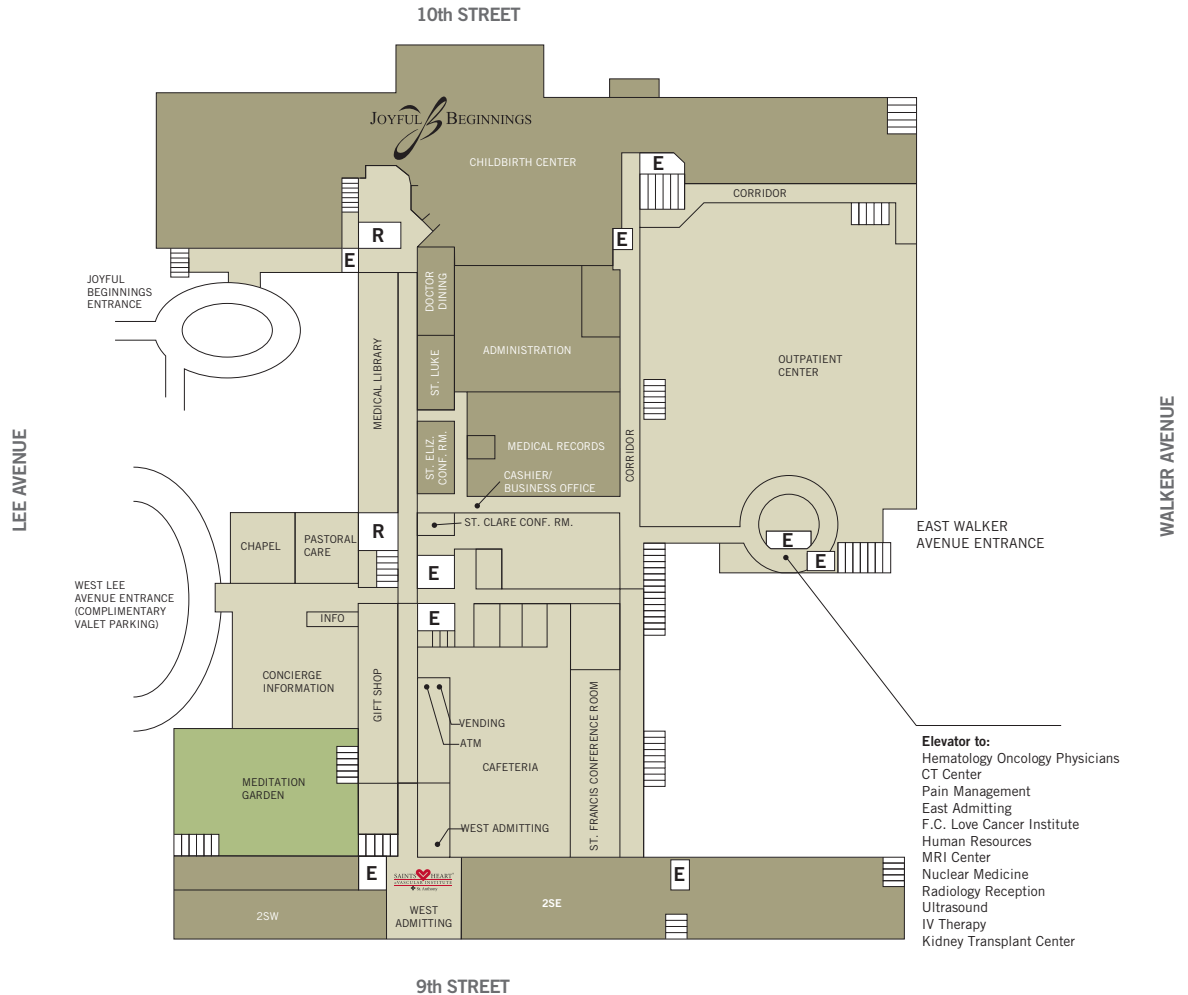 10th STREET
JOYFUL BEGINNINGS
CHILDBIRTH CENTER
E
CORRIDOR
R
E
E
JOYFUL
BEGINNINGS
ENTRANCE
DOCTOR
DINING
ADMINISTRATION
OUTPATIENT
CENTER
ST. LUKE
MEDICAL LIBRARY
LEE AVENUE
WALKER AVENUE
ST. ELIZ.
CONF. RM.
MEDICAL RECORDS
CORRIDOR
CASHIER/
BUSINESS OFFICE
ST. CLARE CONF. RM.
R
CHAPEL
PASTORAL
CARE
E
E
E
EAST WALKER
AVENUE ENTRANCE
WEST LEE
AVENUE ENTRANCE
(COMPLIMENTARY
VALET PARKING)
INFO
E
CONCIERGE
INFORMATION
GIFT SHOP
VENDING
ATM
CAFETERIA
ST. FRANCIS CONFERENCE ROOM
MEDITATION
GARDEN
WEST ADMITTING
Elevator to:
Hematology Oncology Physicians
CT Center
Pain Management
East Admitting
F.C. Love Cancer Institute
Human Resources
MRI Center
Nuclear Medicine
Radiology Reception
Ultrasound
IV Therapy
Kidney Transplant Center
E
SAINTS HEART
&VASCULAR INSTITUTE
St. Anthony
E
2SW
WEST
ADMITTING
2SE
9th STREET